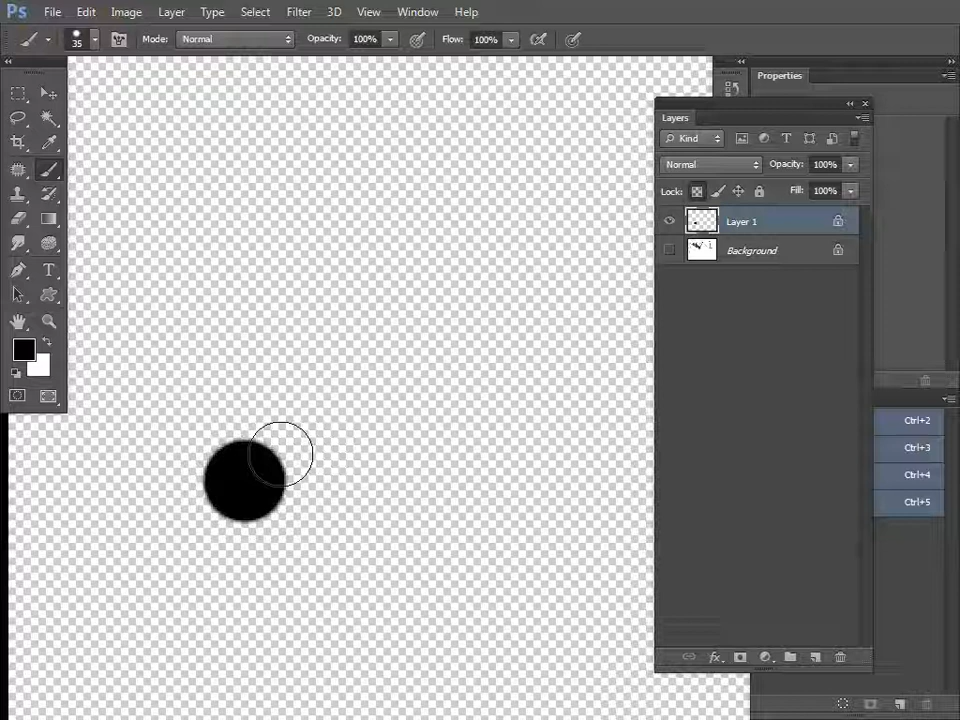 Ps File Edit Image Layer Type Select Filter 3D View Window Help
35 Mode: Normal Opacity: 100% Flow: 100%
Properties
Layers
Kind
Normal Opacity: 100%
Lock: Fill: 100%
Layer 1
Background
Ctrl+2
Ctrl+3
Ctrl+4
Ctrl+5